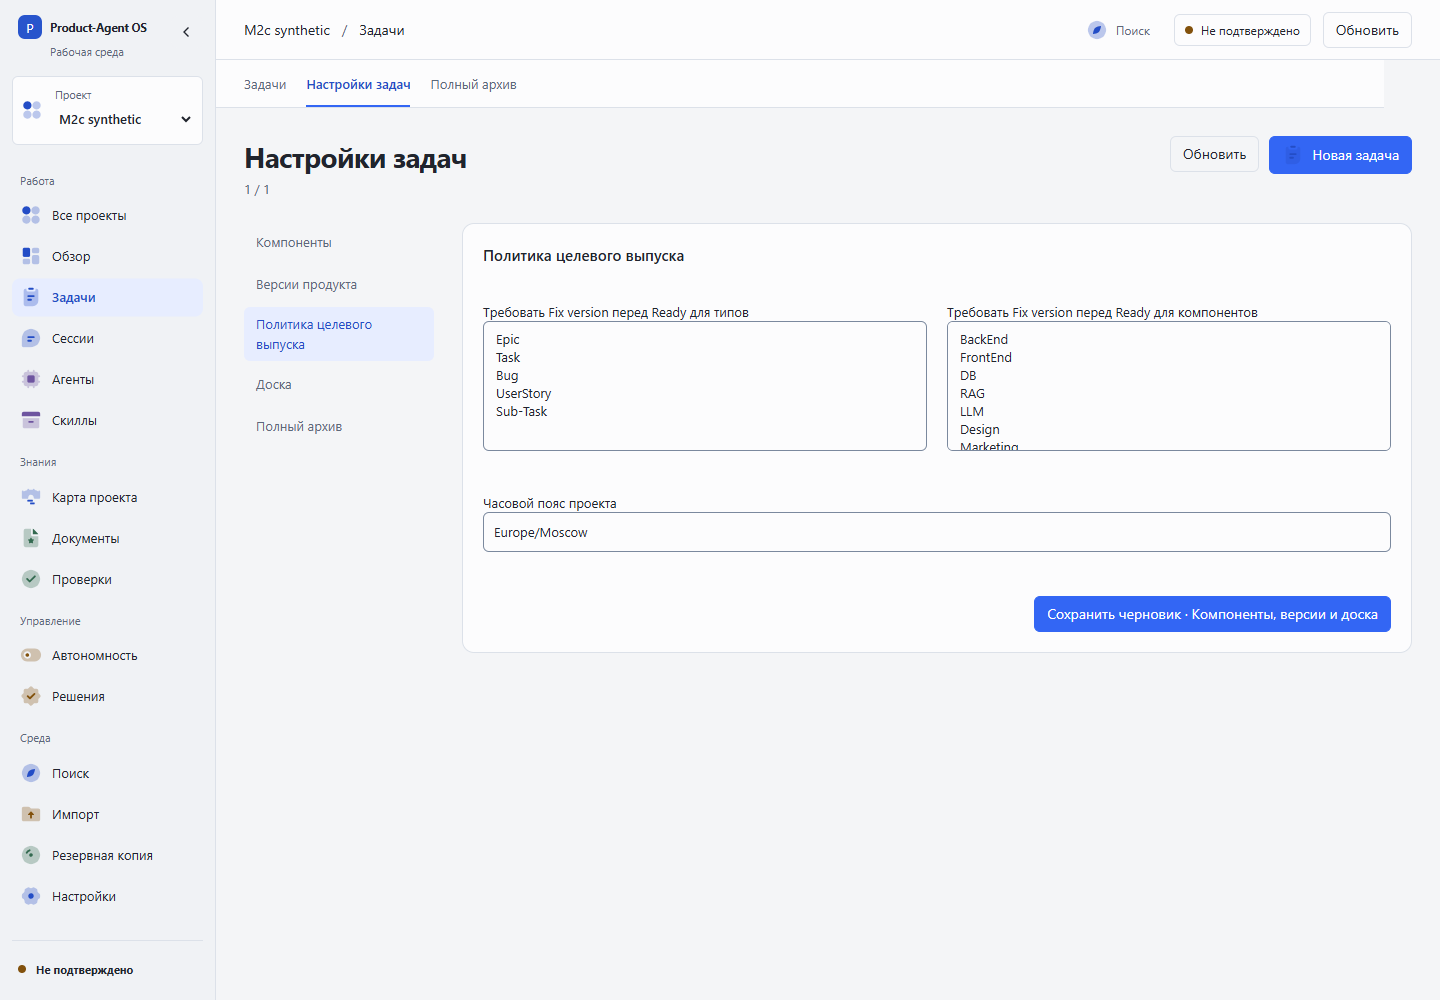 P Product-Agent OS
Рабочая среда
Проект
M2c synthetic
Работа
Все проекты
Обзор
Задачи
Сессии
Агенты
Скиллы
Знания
Карта проекта
Документы
Проверки
Управление
Автономность
Решения
Среда
Поиск
Импорт
Резервная копия
Настройки
Не подтверждено
M2c synthetic / Задачи
Поиск
Не подтверждено
Обновить
Задачи Настройки задач Полный архив
Настройки задач
1 / 1
Обновить
Новая задача
Компоненты
Версии продукта
Политика целевого
выпуска
Доска
Полный архив
Политика целевого выпуска
Требовать Fix version перед Ready для типов
Epic
Task
Bug
UserStory
Sub-Task
Требовать Fix version перед Ready для компонентов
BackEnd
FrontEnd
DB
RAG
LLM
Design
Marketing
Часовой пояс проекта
Europe/Moscow
Сохранить черновик · Компоненты, версии и доска